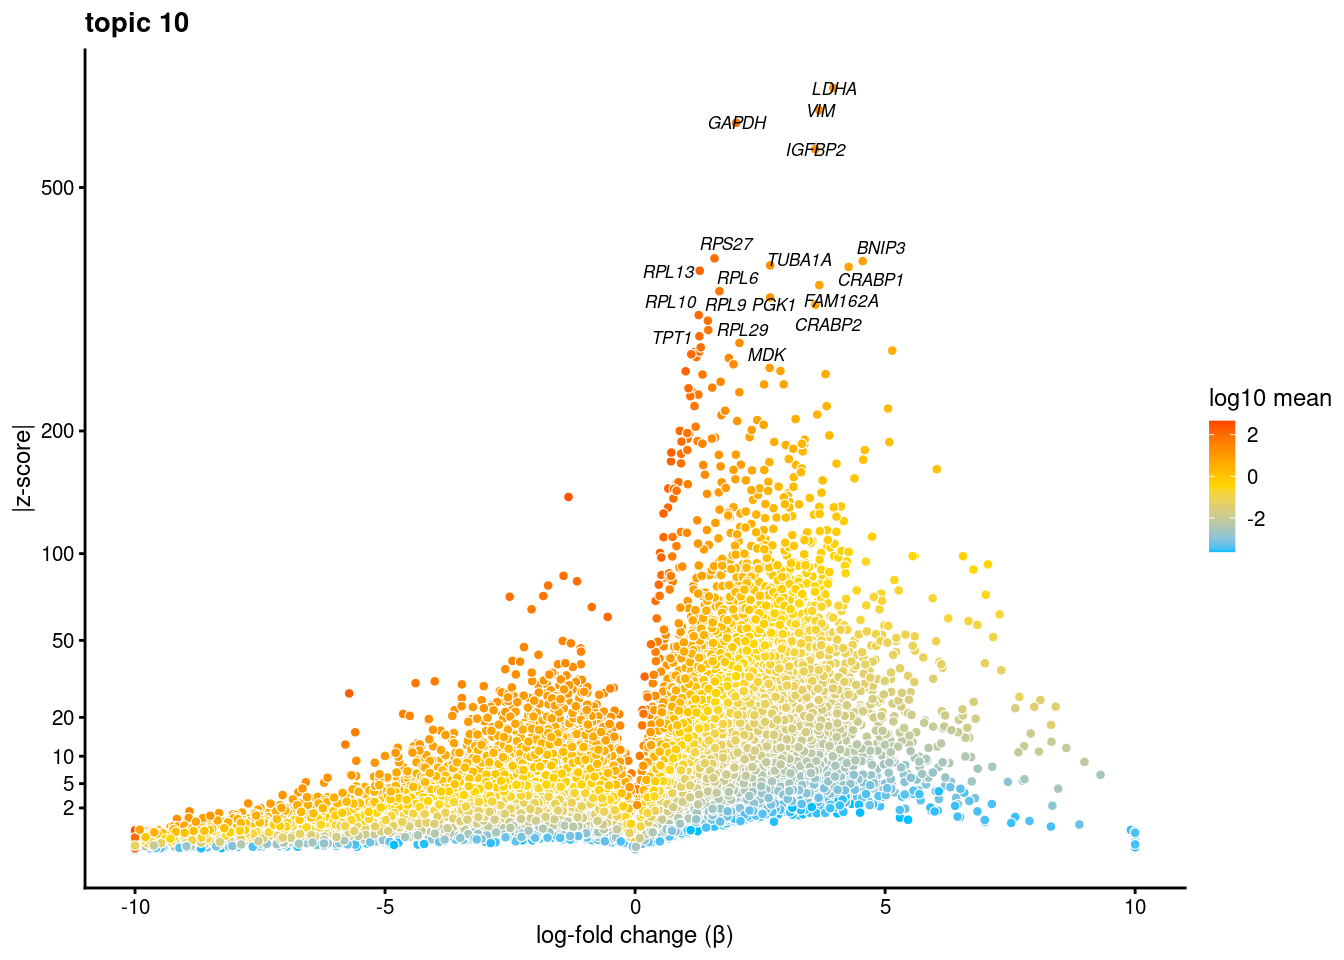 topic 10
LDHA
VIM
GAPDH
IGFBP2
500
RPS27
BNIP3
TUBA1A
RPL13
RPL6
CRABP1
RPL10
RPL9
PGK1
FAM162A
CRABP2
RPL29
TPT1
MDK
200
100
50
20
10
5
2
|z-score|
-10
-5
0
5
10
log-fold change (β)
log10 mean
2
0
-2